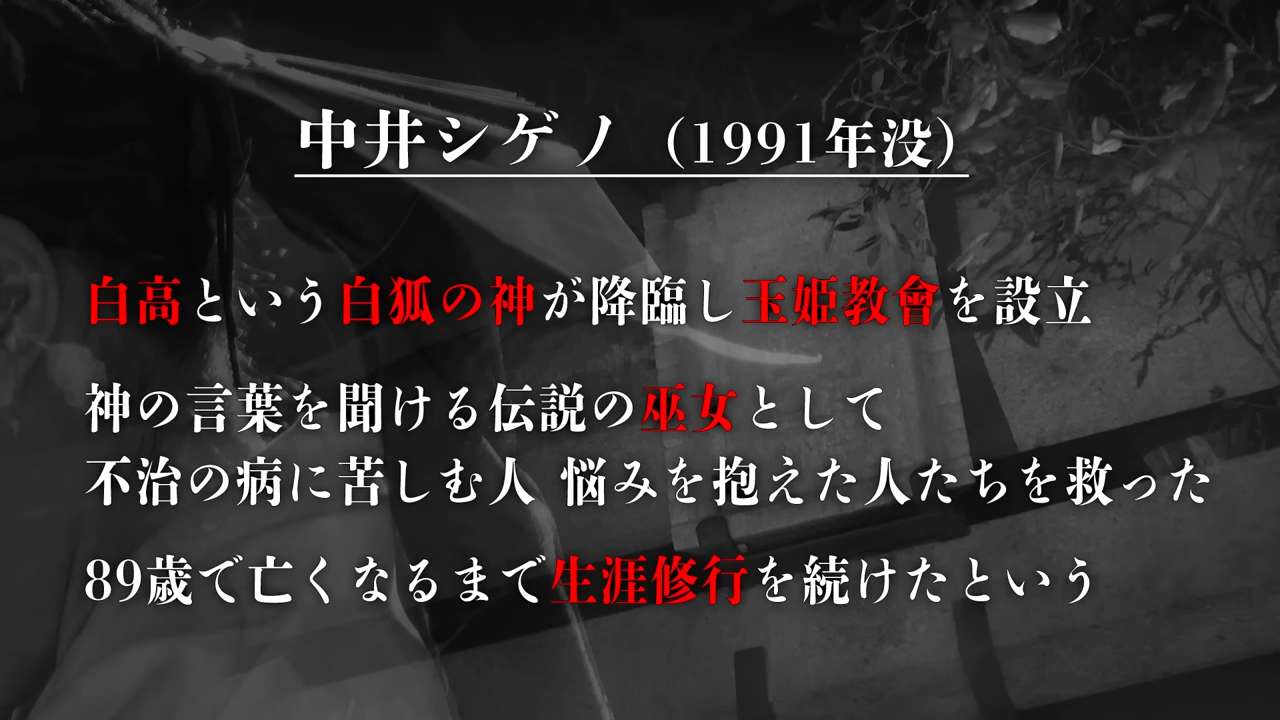 中井シゲノ（1991年没）
白高という白狐の神が降臨し玉姫教會を設立
神の言葉を聞ける伝説の巫女として
不治の病に苦しむ人 悩みを抱えた人たちを救った
89歳で亡くなるまで生涯修行を続けたという